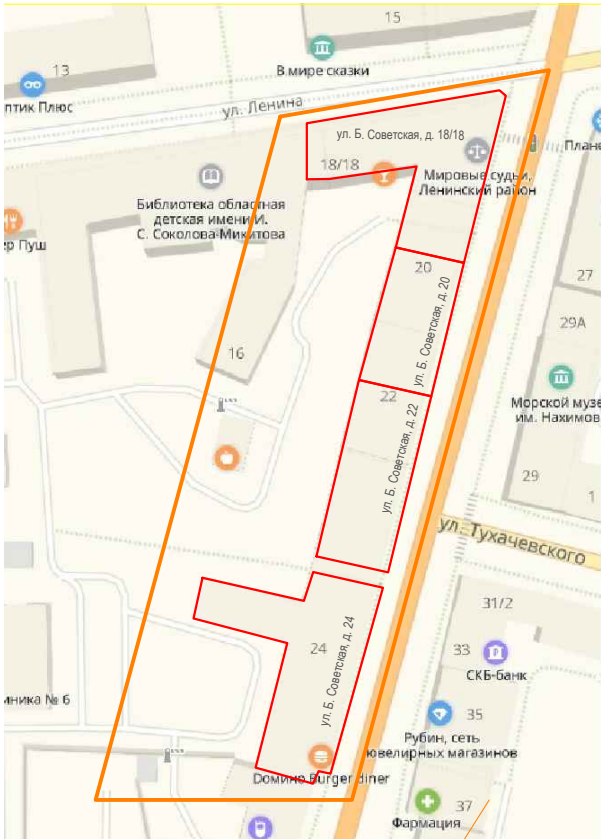 15
13
В мире сказки
птик Плюс
ул. Ленина
ул. Б. Советская, д. 18/18
18/18
Плане
Мировые судьи,
Ленинский район
Библиотека областная
детская имени И.
С. Соколова-Микитова
ер Пуш
20
ул. Б. Советская, д. 20
27
29А
16
22
ул. Б. Советская, д. 22
Морской музе
им. Нахимов
29
1
ул. Тухачевского
31/2
24
ул. Б. Советская, д. 24
33
СКБ-банк
иника № 6
35
Рубин, сеть
ювелирных магазинов
Домино Burger diner
37
Фармация